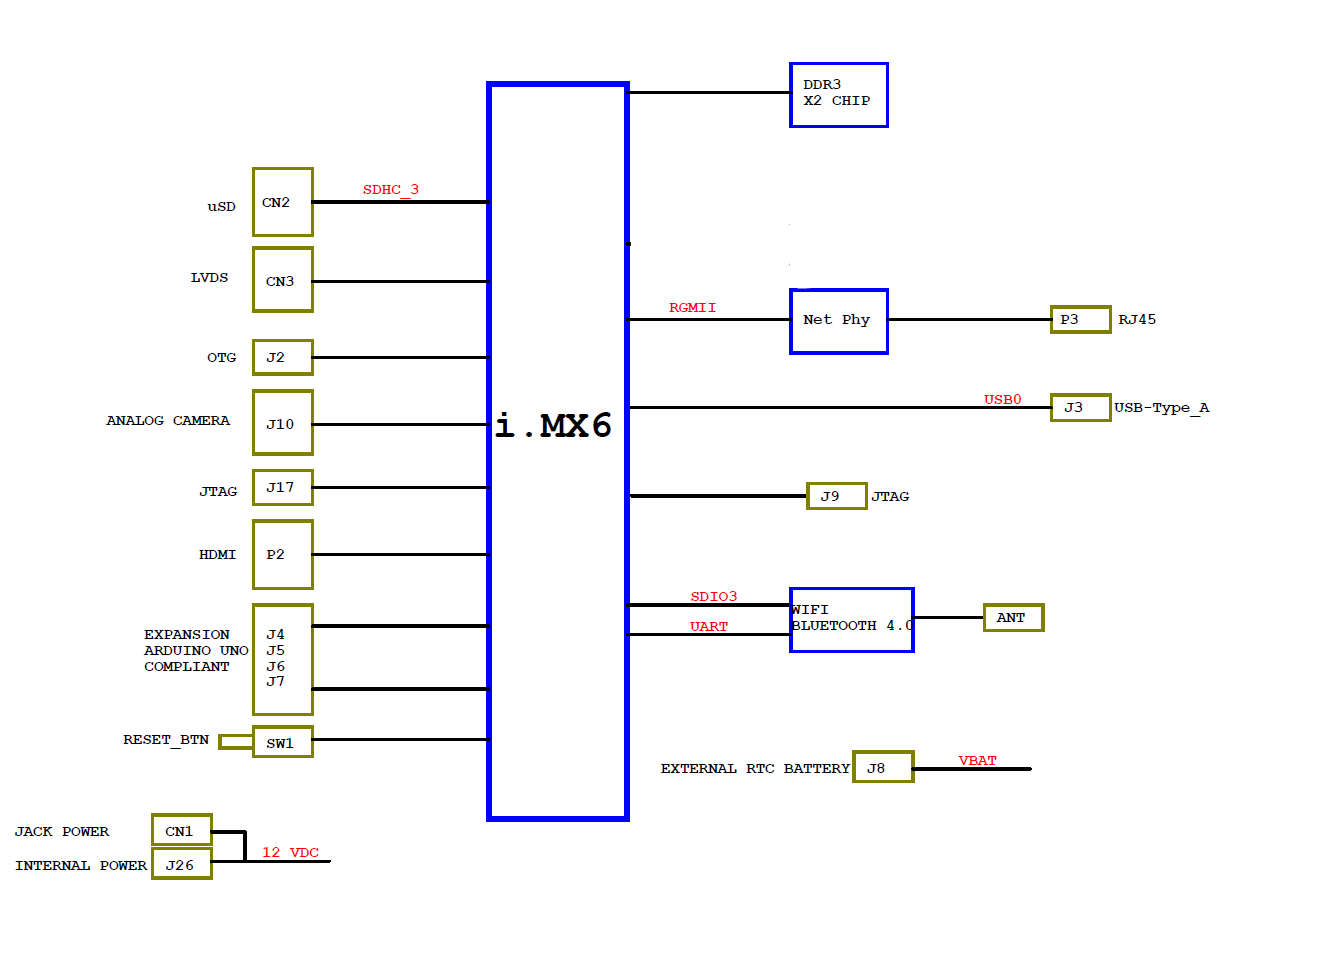 DDR3
X2 CHIP
uSD
CN2
SDHC_3
LVDS
CN3
RGMII
Net Phy
P3
RJ45
OTG
J2
USB0
J3
USB-Type_A
ANALOG CAMERA
J10
i.MX6
JTAG
J17
J9
JTAG
HDMI
P2
SDIO3
WIFI
BLUETOOTH 4.0
UART
ANT
EXPANSION
ARDUINO UNO
COMPLIANT
J4
J5
J6
J7
RESET_BTN
SW1
EXTERNAL RTC BATTERY
J8
VBAT
JACK POWER
CN1
12 VDC
INTERNAL POWER
J26